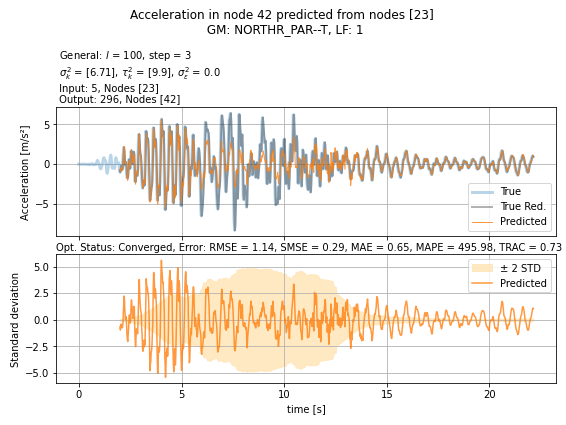 Acceleration in node 42 predicted from nodes [23]
GM: NORTHR_PAR--T, LF: 1
General: l = 100, step = 3
σ²ₖ = [6.71], τ²ₖ = [9.9], σ²ε = 0.0
Input: 5, Nodes [23]
Output: 296, Nodes [42]
Acceleration [m/s²]
5
0
−5
True
True Red.
Predicted
Opt. Status: Converged, Error: RMSE = 1.14, SMSE = 0.29, MAE = 0.65, MAPE = 495.98, TRAC = 0.73
Standard deviation
5.0
2.5
0.0
−2.5
−5.0
± 2 STD
Predicted
0 5 10 15 20
time [s]